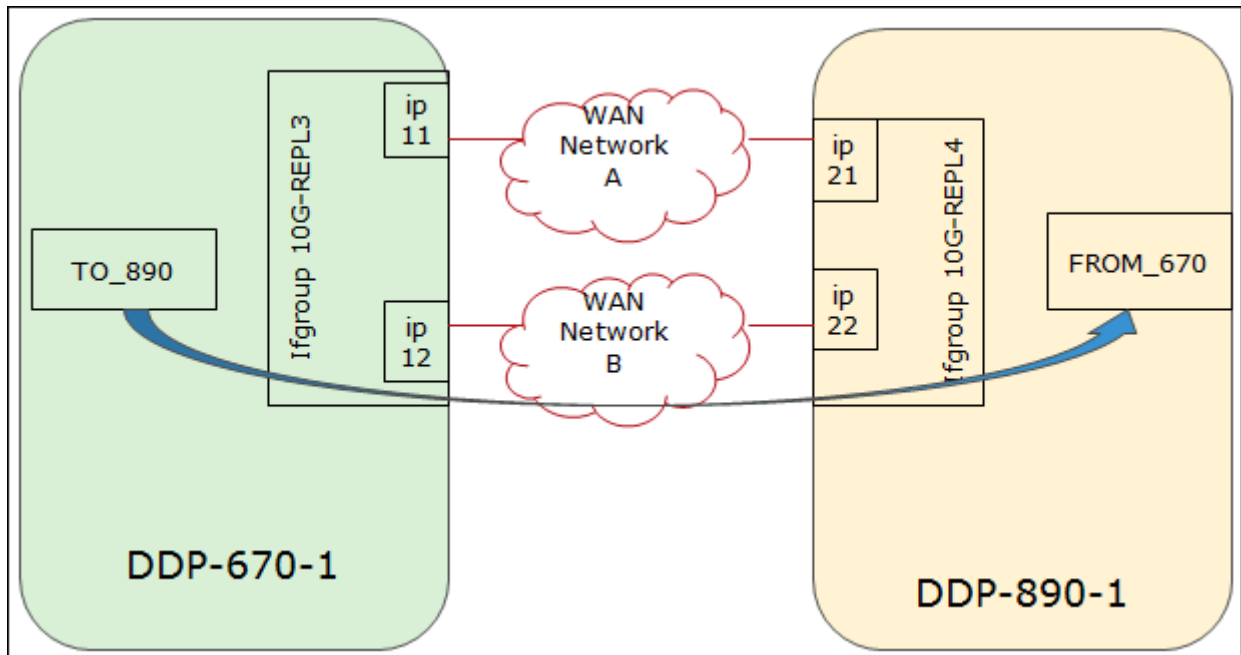 Ifgroup 10G-REPL3
ip
11
WAN
Network
A
ip
21
Ifgroup 10G-REPL4
TO_890
FROM_670
ip
12
WAN
Network
B
ip
22
DDP-670-1
DDP-890-1